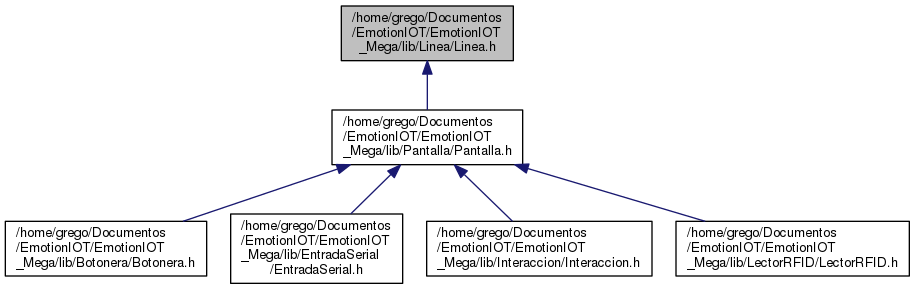 /home/grego/Documentos
/EmotionIOT/EmotionIOT
_Mega/lib/Linea/Linea.h
/home/grego/Documentos
/EmotionIOT/EmotionIOT
_Mega/lib/Pantalla/Pantalla.h
/home/grego/Documentos
/EmotionIOT/EmotionIOT
_Mega/lib/Botonera/Botonera.h
/home/grego/Documentos
/EmotionIOT/EmotionIOT
_Mega/lib/EntradaSerial
/EntradaSerial.h
/home/grego/Documentos
/EmotionIOT/EmotionIOT
_Mega/lib/Interaccion/Interaccion.h
/home/grego/Documentos
/EmotionIOT/EmotionIOT
_Mega/lib/LectorRFID/LectorRFID.h